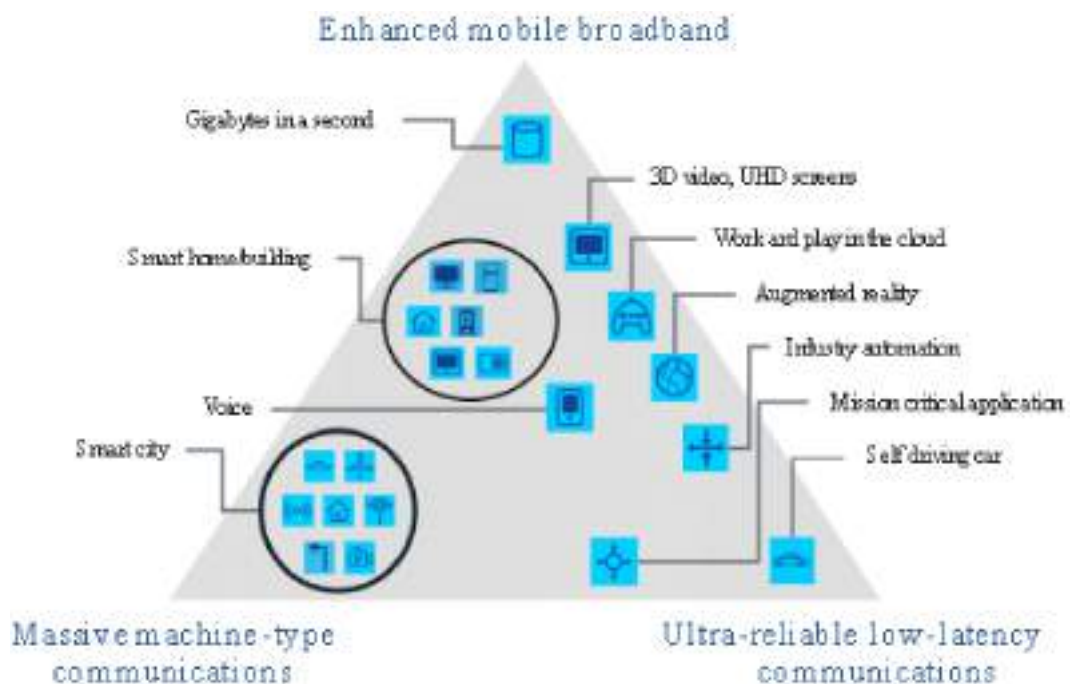 Enhanced mobile broadband
Gigabytes in a second
3D video, UHD screens
Work and play in the cloud
Smart home/building
Augmented reality
Industry automation
Voice
Mission critical application
Smart city
Self driving car
Massive machine-type
communications
Ultra-reliable low-latency
communications